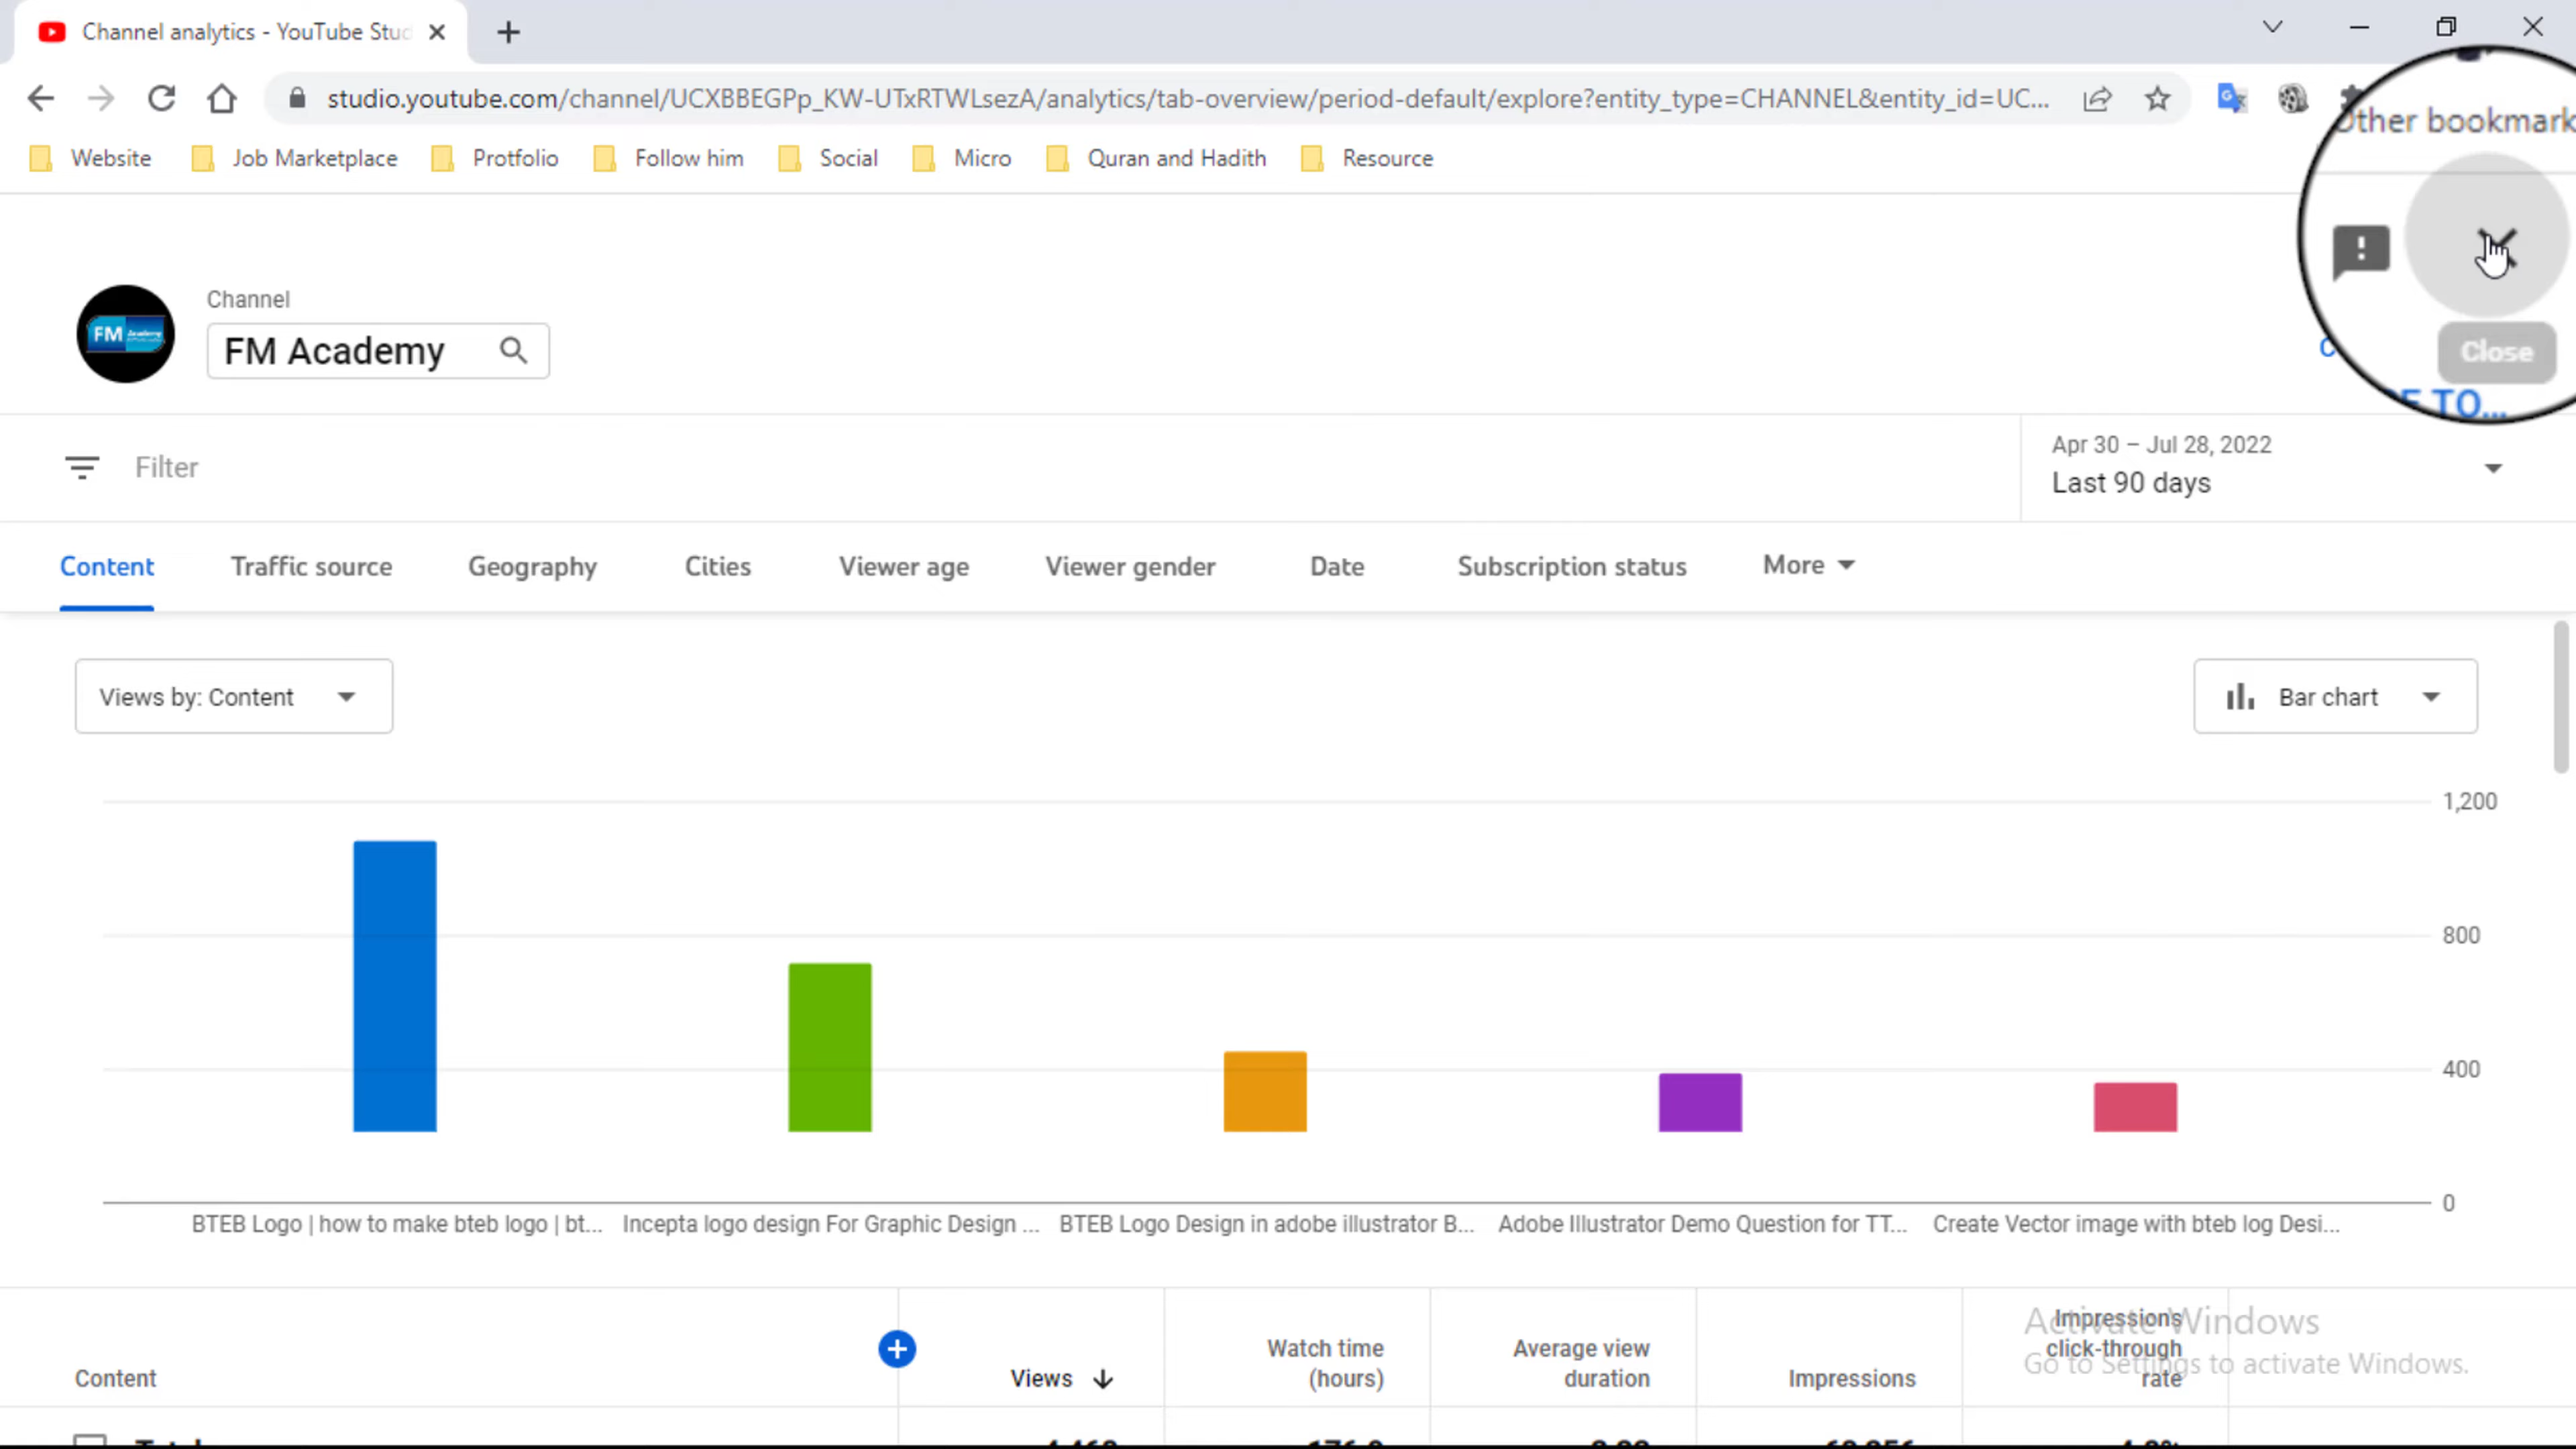 Channel analytics - YouTube Stud
studio.youtube.com/channel/UCXBBEGPp_KW-UTxRTWLsezA/analytics/tab-overview/period-default/explore?entity_type=CHANNEL&entity_id=UC...
Website Job Marketplace Protfolio Follow him Social Micro Quran and Hadith Resource
Other bookmark
Channel
FM Academy
FM Academy
Close
TO...
Filter
Apr 30 – Jul 28, 2022
Last 90 days
Content Traffic source Geography Cities Viewer age Viewer gender Date Subscription status More
Views by: Content
Bar chart
1,200
800
400
0
BTEB Logo | how to make bteb logo | bt... Incepta logo design For Graphic Design ... BTEB Logo Design in adobe illustrator B... Adobe Illustrator Demo Question for TT... Create Vector image with bteb log Desi...
Content
Views
Watch time
(hours)
Average view
duration
Impressions
Impressions
click-through
rate
Activate Windows
Go to Settings to activate Windows.